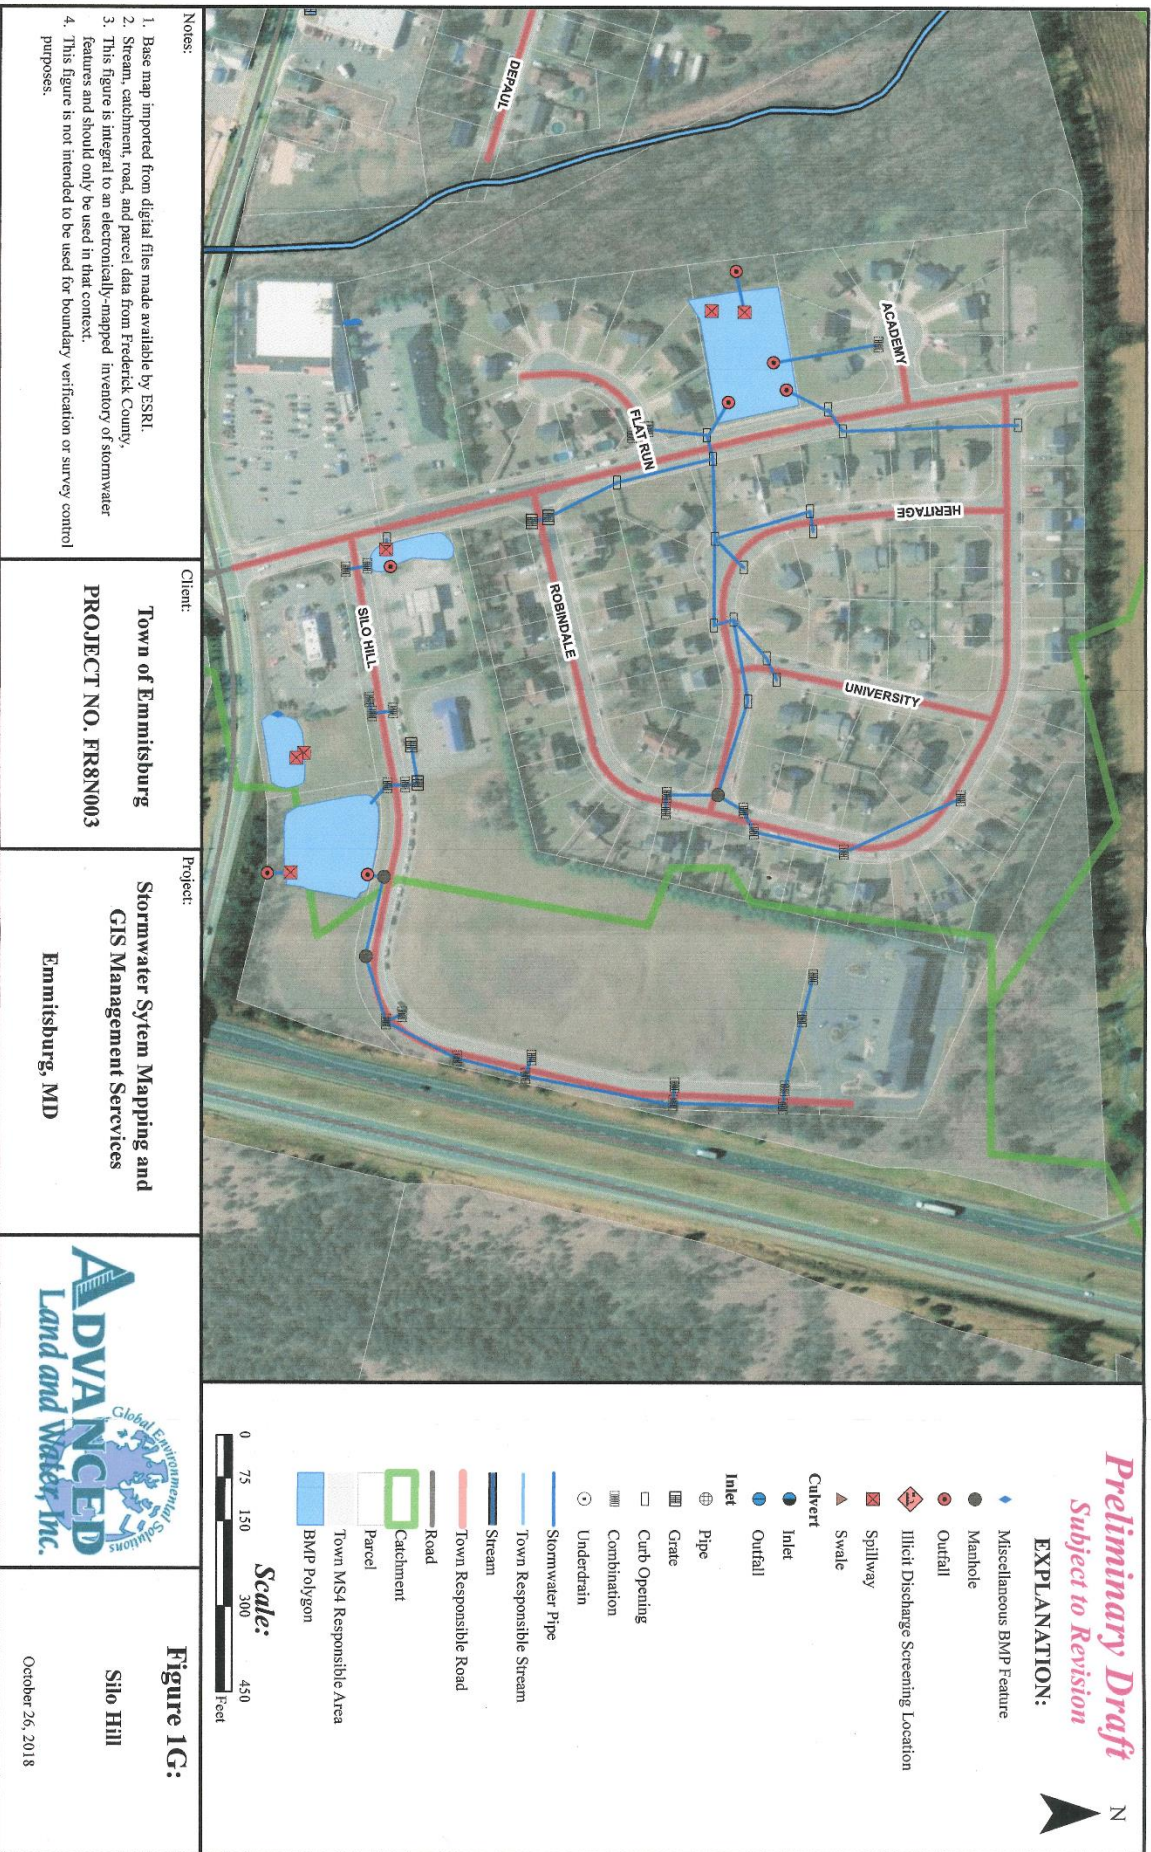 Preliminary Draft
Subject to Revision
N
EXPLANATION:
Miscellaneous BMP Feature
Manhole
Outfall
Illicit Discharge Screening Location
Spillway
Swale
Culvert
Inlet
Outfall
Inlet
Pipe
Grate
Curb Opening
Combination
Underdrain
Stormwater Pipe
Town Responsible Stream
Stream
Town Responsible Road
Road
Catchment
Parcel
Town MS4 Responsible Area
BMP Polygon
Scale:
0 75 150 300 450
Feet
DEPAUL
ACADEMY
FLAT RUN
HERITAGE
ROBINDALE
UNIVERSITY
SILO HILL
Notes:
1. Base map imported from digital files made available by ESRI.
2. Stream, catchment, road, and parcel data from Frederick County,
3. This figure is integral to an electronically-mapped inventory of stormwater
features and should only be used in that context.
4. This figure is not intended to be used for boundary verification or survey control
purposes.
Client:
Town of Emmitsburg
PROJECT NO. FR8N003
Project:
Stormwater Sytem Mapping and
GIS Management Sercvices
Emmitsburg, MD
Global Environmental Solutions
ADVANCED
Land and Water, Inc.
Figure 1G:
Silo Hill
October 26, 2018